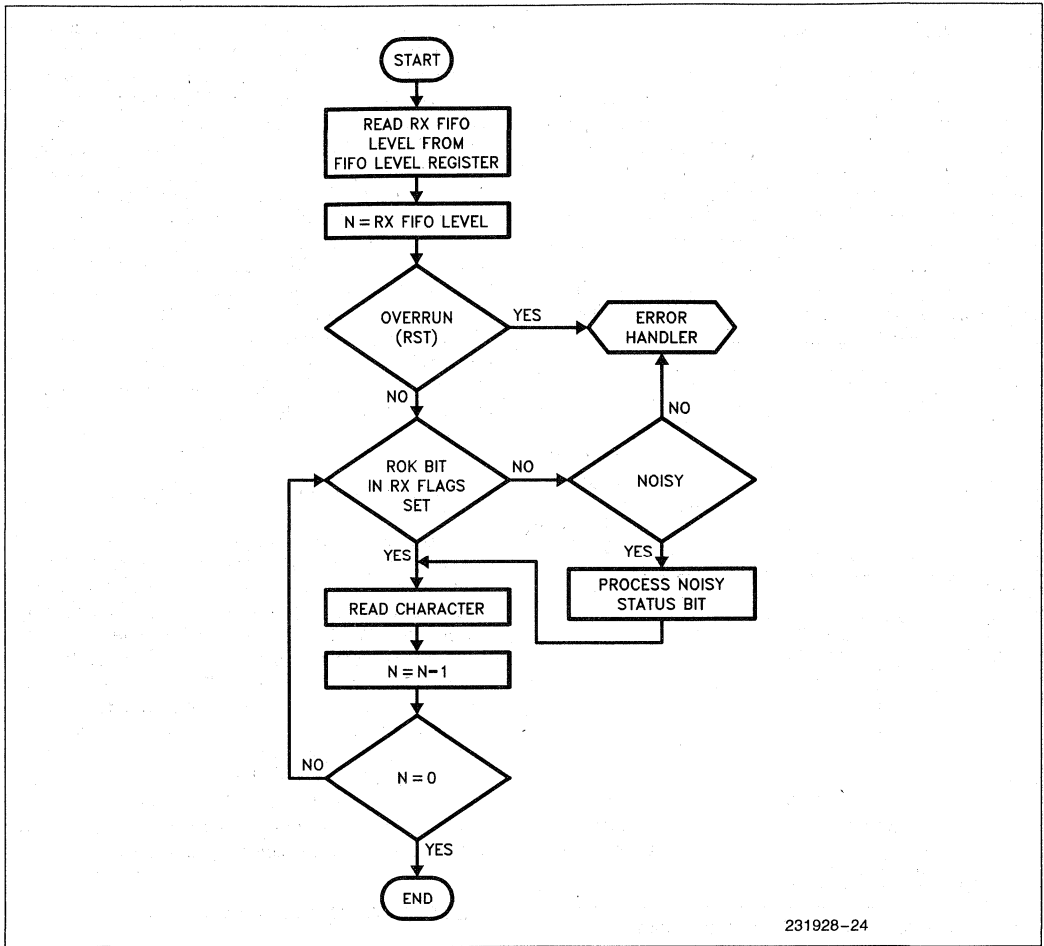 START
READ RX FIFO
LEVEL FROM
FIFO LEVEL REGISTER
N = RX FIFO LEVEL
OVERRUN
(RST)
YES
ERROR
HANDLER
NO
NO
ROK BIT
IN RX FLAGS
SET
NO
NOISY
YES
YES
READ CHARACTER
PROCESS NOISY
STATUS BIT
N = N-1
NO
N = 0
YES
END
231928-24